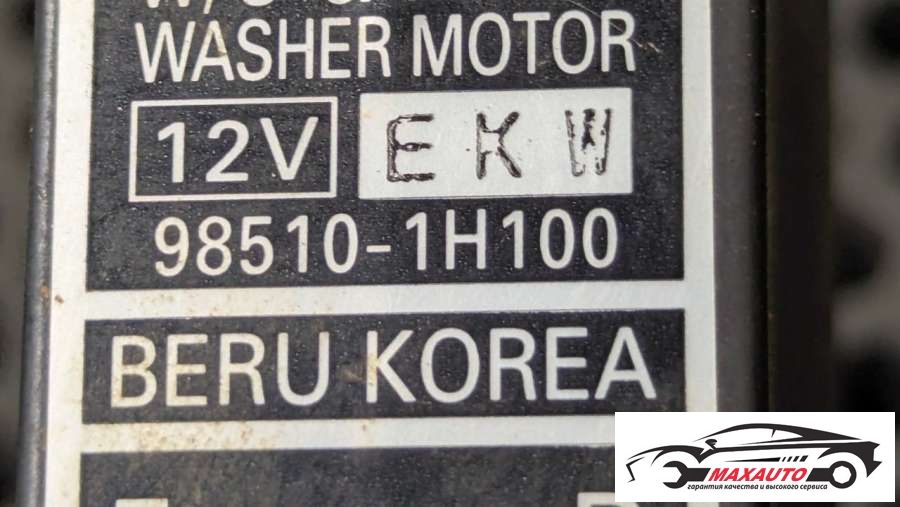 WASHER MOTOR
12V EKW
98510-1H100
BERU KOREA
MAXAUTO
гарантия качества и высокого сервиса